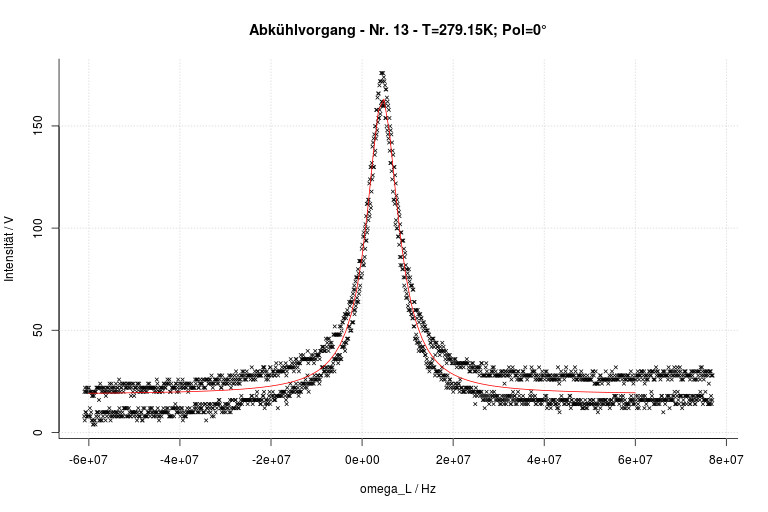 Abkühlvorgang - Nr. 13 - T=279.15K; Pol=0°
Intensität / V
150
100
50
0
-6e+07 -4e+07 -2e+07 0e+00 2e+07 4e+07 6e+07 8e+07
omega_L / Hz